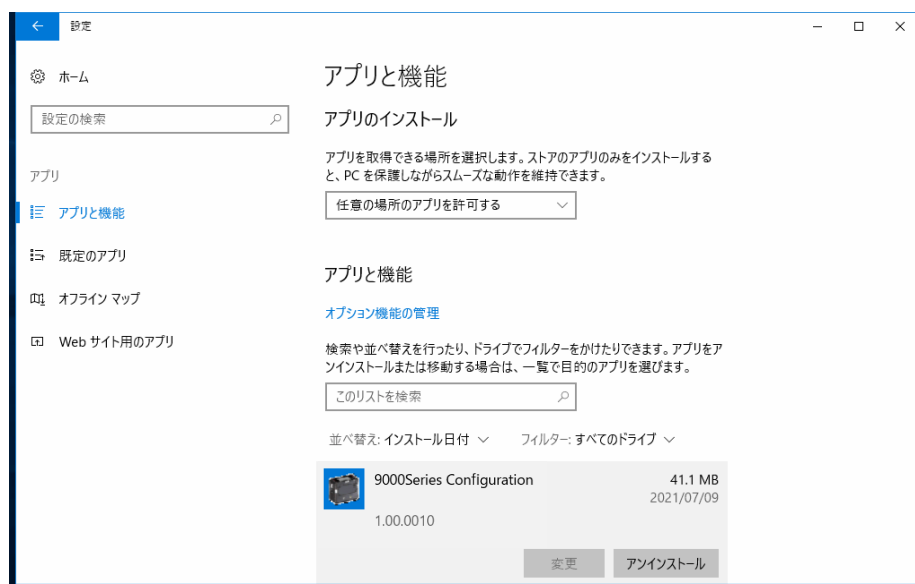 設定
ホーム
設定の検索
アプリ
アプリと機能
既定のアプリ
オフライン マップ
Web サイト用のアプリ
アプリと機能
アプリのインストール
アプリを取得できる場所を選択します。ストアのアプリのみをインストールする
と、PC を保護しながらスムーズな動作を維持できます。
任意の場所のアプリを許可する
アプリと機能
オプション機能の管理
検索や並べ替えを行ったり、ドライブでフィルターをかけたりできます。アプリをア
ンインストールまたは移動する場合は、一覧で目的のアプリを選びます。
このリストを検索
並べ替え: インストール日付 フィルター: すべてのドライブ
9000Series Configuration 41.1 MB
2021/07/09
1.00.0010
変更 アンインストール